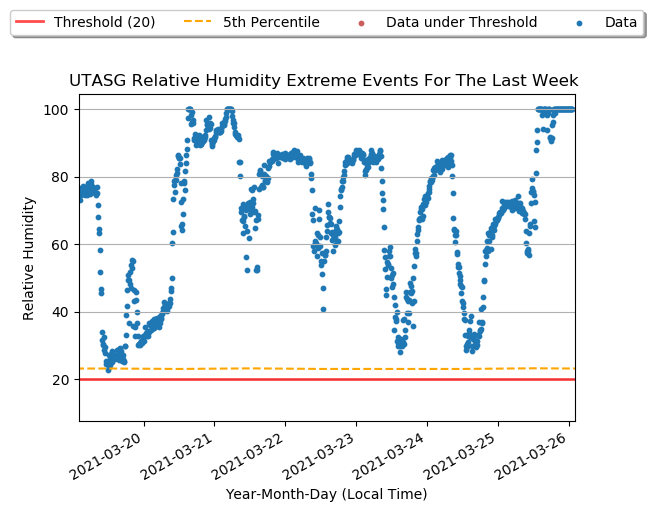 Threshold (20) 5th Percentile Data under Threshold Data
UTASG Relative Humidity Extreme Events For The Last Week
100
80
60
40
20
Relative Humidity
2021-03-20 2021-03-21 2021-03-22 2021-03-23 2021-03-24 2021-03-25 2021-03-26
Year-Month-Day (Local Time)